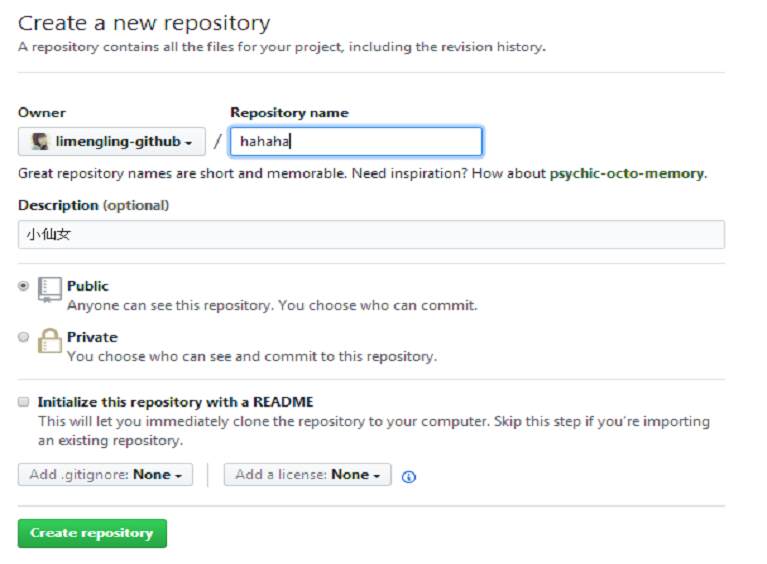 Create a new repository
A repository contains all the files for your project, including the revision history.
Owner Repository name
limengling-github / hahaha
Great repository names are short and memorable. Need inspiration? How about psychic-octo-memory.
Description (optional)
小仙女
Public
Anyone can see this repository. You choose who can commit.
Private
You choose who can see and commit to this repository.
Initialize this repository with a README
This will let you immediately clone the repository to your computer. Skip this step if you're importing
an existing repository.
Add .gitignore: None Add a license: None
Create repository